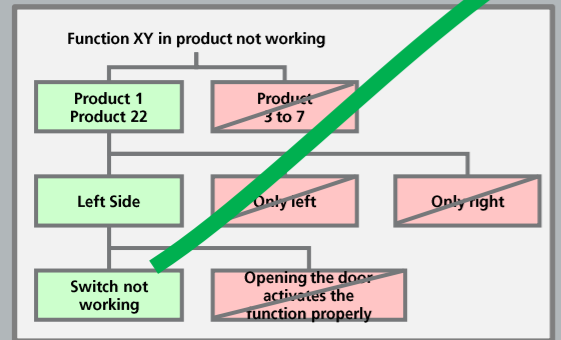 Function XY in product not working
Product 1
Product 22
Product
3 to 7
Left Side
Only left
Only right
Switch not
working
Opening the door
activates the
function properly